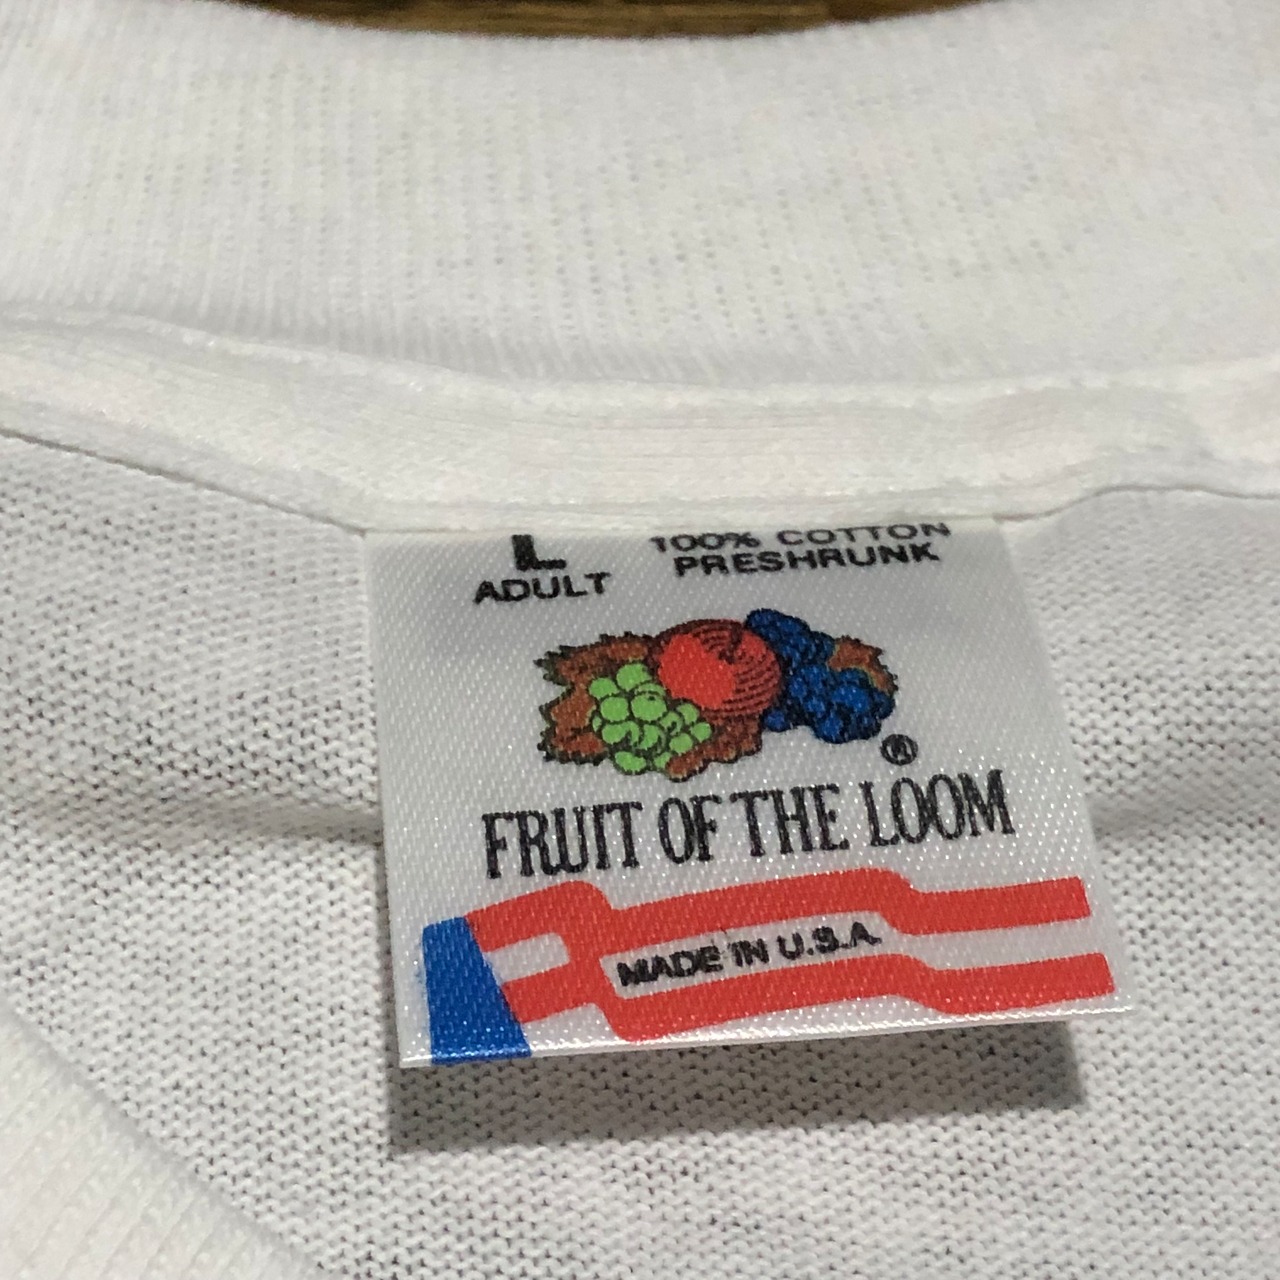 L
ADULT
100% COTTON
PRESHRUNK
®
FRUIT OF THE LOOM
MADE IN U.S.A.